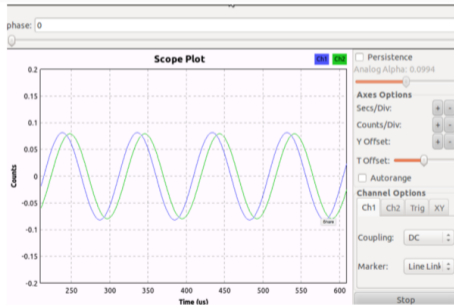 phase: 0
Scope Plot
Ch1 Ch2
Persistence
Analog Alpha: 0.0994
Axes Options
Secs/Div: + -
Counts/Div: + -
Y Offset: + -
T Offset:
Autorange
Channel Options
Ch1 Ch2 Trig XY
Coupling: DC
Marker: Line Link
Stop
Counts
0.2
0.15
0.1
0.05
0
-0.05
-0.1
-0.15
-0.2
250 300 350 400 450 500 550 600
Time (us)